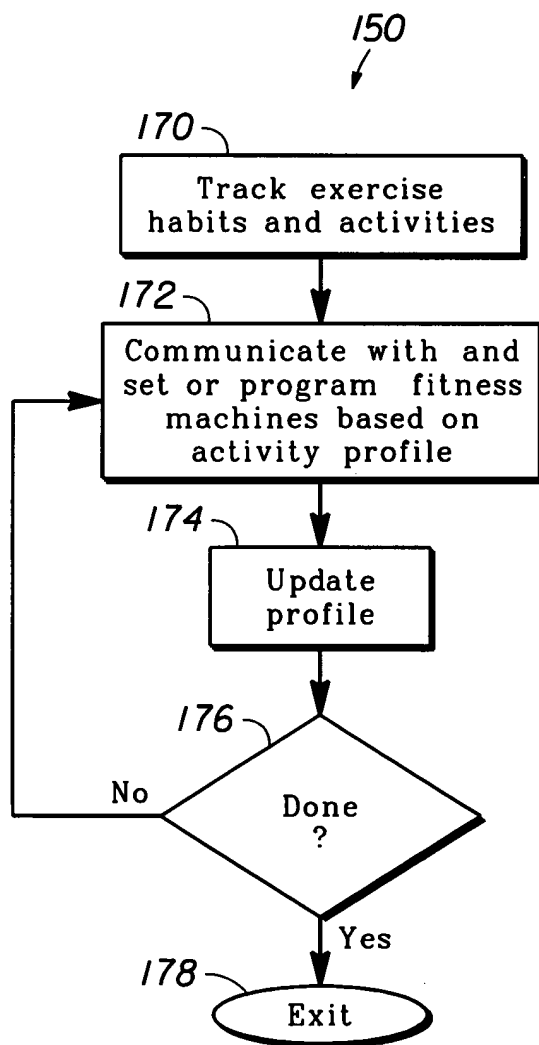 150
170
Track exercise
habits and activities
172
Communicate with and
set or program fitness
machines based on
activity profile
174
Update
profile
176
No
Done
?
Yes
178
Exit